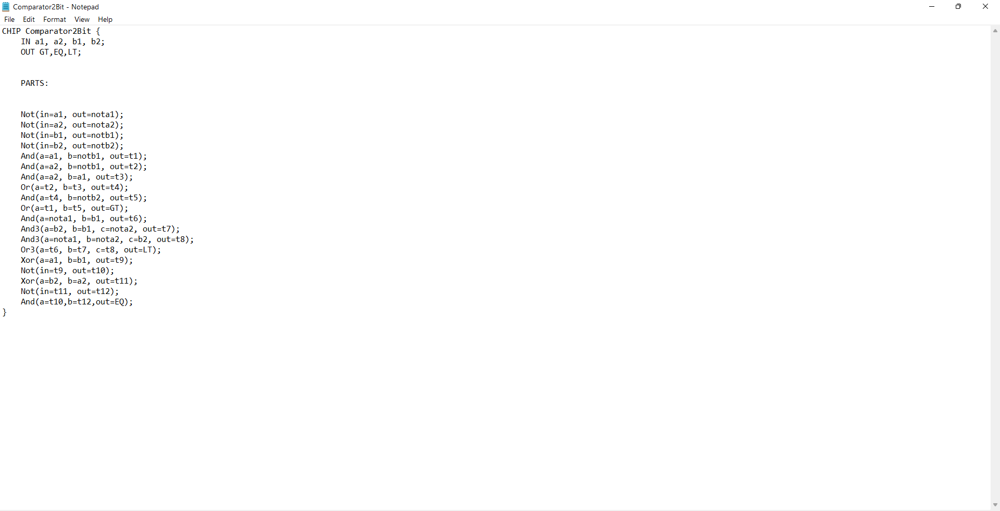 Comparator2Bit - Notepad
File Edit Format View Help
CHIP Comparator2Bit {
    IN a1, a2, b1, b2;
    OUT GT,EQ,LT;
    PARTS:
    Not(in=a1, out=nota1);
    Not(in=a2, out=nota2);
    Not(in=b1, out=notb1);
    Not(in=b2, out=notb2);
    And(a=a1, b=notb1, out=t1);
    And(a=a2, b=notb1, out=t2);
    And(a=a2, b=a1, out=t3);
    Or(a=t2, b=t3, out=t4);
    And(a=t4, b=notb2, out=t5);
    Or(a=t1, b=t5, out=GT);
    And(a=nota1, b=b1, out=t6);
    And3(a=b2, b=b1, c=nota2, out=t7);
    And3(a=nota1, b=nota2, c=b2, out=t8);
    Or3(a=t6, b=t7, c=t8, out=LT);
    Xor(a=a1, b=b1, out=t9);
    Not(in=t9, out=t10);
    Xor(a=b2, b=a2, out=t11);
    Not(in=t11, out=t12);
    And(a=t10,b=t12,out=EQ);
}